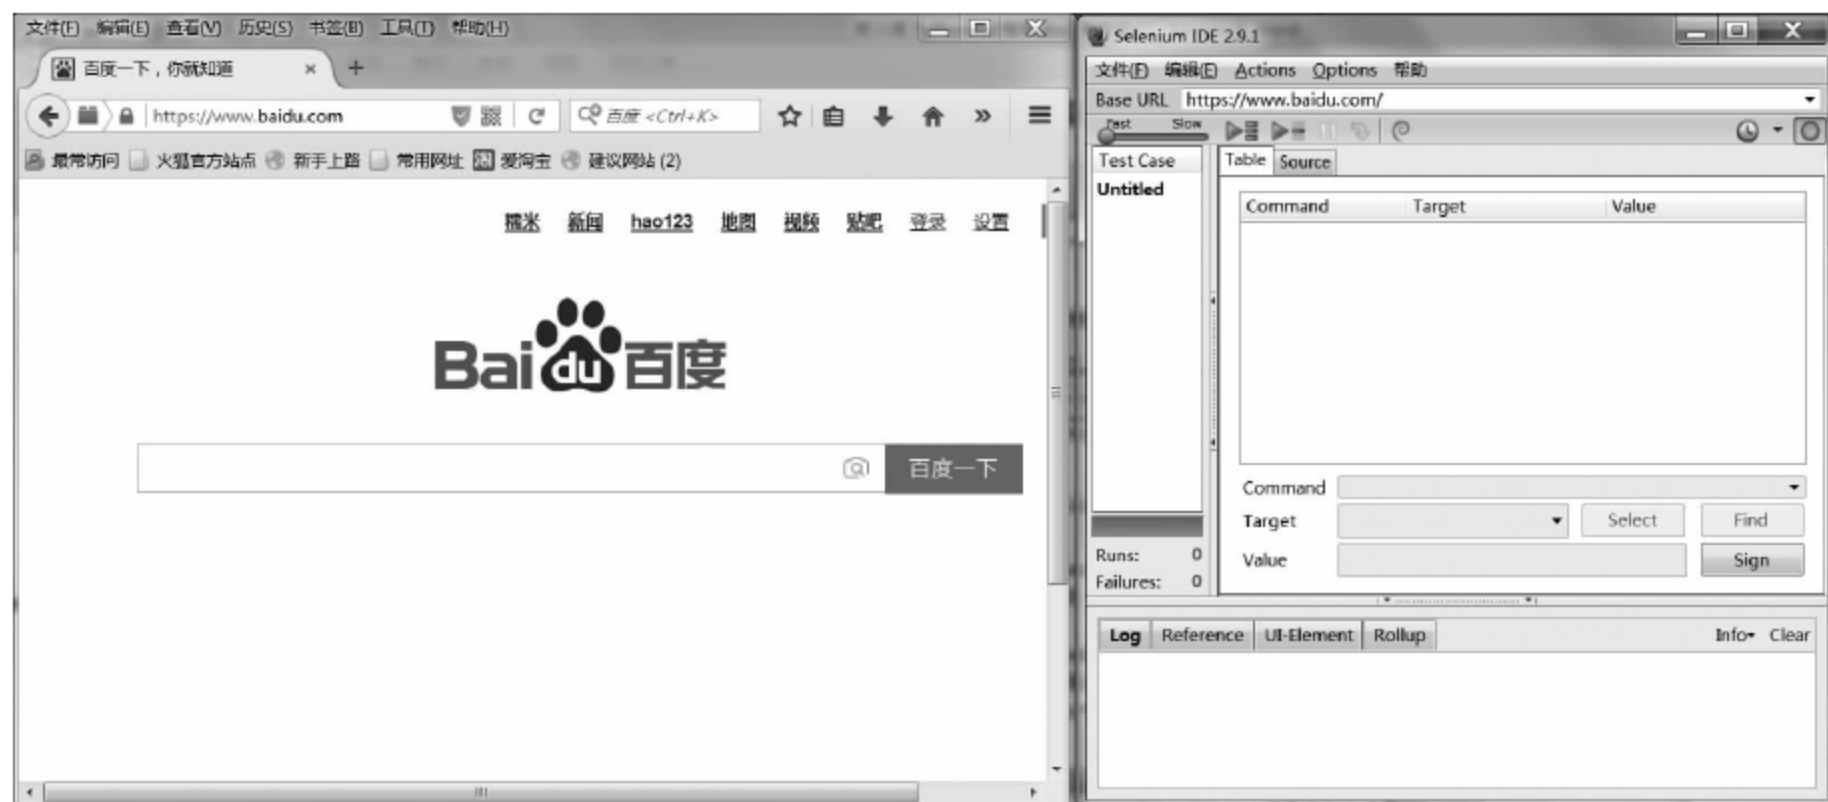 文件(F) 编辑(E) 查看(V) 历史(S) 书签(B) 工具(T) 帮助(H)
百度一下,你就知道 × +
https://www.baidu.com 百度 <Ctrl+K> »
最常访问 火狐官方站点 新手上路 常用网址 爱淘宝 建议网站 (2)
糯米 新闻 hao123 地图 视频 贴吧 登录 设置
Bai du 百度
百度一下
Selenium IDE 2.9.1
文件(F) 编辑(E) Actions Options 帮助
Base URL https://www.baidu.com/
Fast Slow
Test Case
Untitled
Table Source
Command Target Value
Command
Target Select Find
Value Sign
Runs: 0
Failures: 0
Log Reference UI-Element Rollup Info Clear